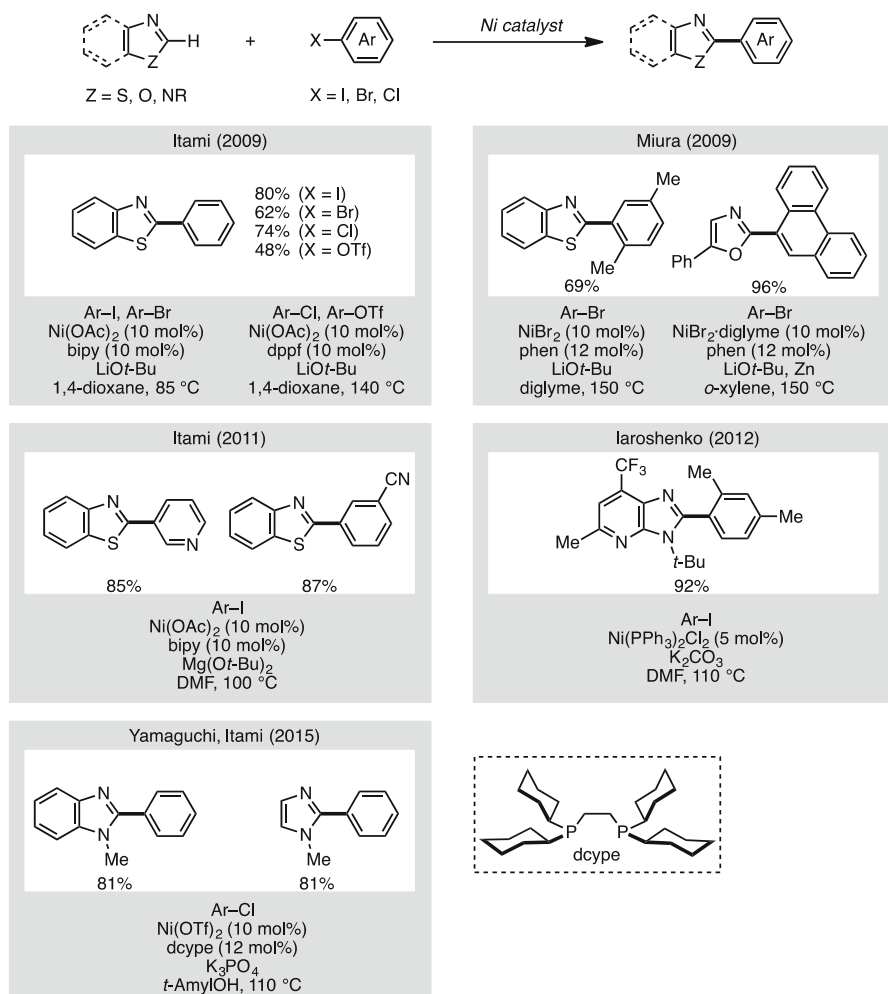 N
H
Z
+
X
Ar
Ni catalyst
N
Z
Ar
Z = S, O, NR
X = I, Br, Cl
Itami (2009)
N
S
80% (X = I)
62% (X = Br)
74% (X = Cl)
48% (X = OTf)
Ar–I, Ar–Br
Ni(OAc)2 (10 mol%)
bipy (10 mol%)
LiOt-Bu
1,4-dioxane, 85 °C
Ar–Cl, Ar–OTf
Ni(OAc)2 (10 mol%)
dppf (10 mol%)
LiOt-Bu
1,4-dioxane, 140 °C
Miura (2009)
Me
N
S
Me
69%
N
Ph
O
96%
Ar–Br
NiBr2 (10 mol%)
phen (12 mol%)
LiOt-Bu
diglyme, 150 °C
Ar–Br
NiBr2·diglyme (10 mol%)
phen (12 mol%)
LiOt-Bu, Zn
o-xylene, 150 °C
Itami (2011)
N
S
N
85%
CN
N
S
87%
Ar–I
Ni(OAc)2 (10 mol%)
bipy (10 mol%)
Mg(Ot-Bu)2
DMF, 100 °C
Iaroshenko (2012)
CF3
Me
N
Me
Me
N
N
t-Bu
92%
Ar–I
Ni(PPh3)2Cl2 (5 mol%)
K2CO3
DMF, 110 °C
Yamaguchi, Itami (2015)
N
N
Me
81%
N
N
Me
81%
Ar–Cl
Ni(OTf)2 (10 mol%)
dcype (12 mol%)
K3PO4
t-AmylOH, 110 °C
P
P
dcype